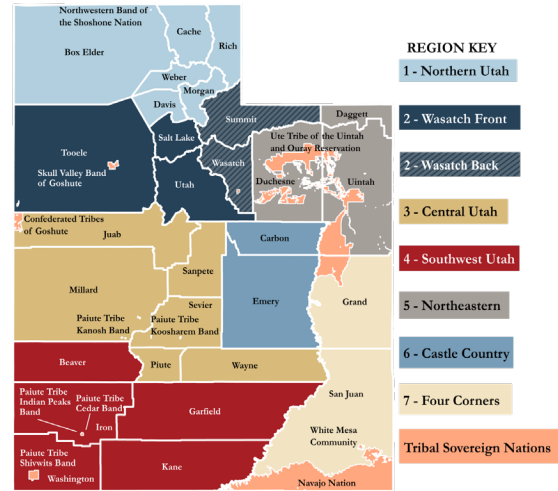 Northwestern Band of
the Shoshone Nation
Cache
Box Elder
Rich
Weber
Morgan
Davis
Summit
Daggett
Salt Lake
Ute Tribe of the Uintah
and Ouray Reservation
Tooele
Wasatch
Skull Valley Band
of Goshute
Duchesne
Uintah
Utah
Confederated Tribes
of Goshute
Juab
Carbon
Sanpete
Millard
Emery
Grand
Sevier
Paiute Tribe
Kanosh Band
Paiute Tribe
Koosharem Band
Beaver
Piute
Wayne
Paiute Tribe
Indian Peaks
Band
Paiute Tribe
Cedar Band
Iron
Garfield
San Juan
White Mesa
Community
Paiute Tribe
Shivwits Band
Washington
Kane
Navajo Nation
REGION KEY
1 - Northern Utah
2 - Wasatch Front
2 - Wasatch Back
3 - Central Utah
4 - Southwest Utah
5 - Northeastern
6 - Castle Country
7 - Four Corners
Tribal Sovereign Nations